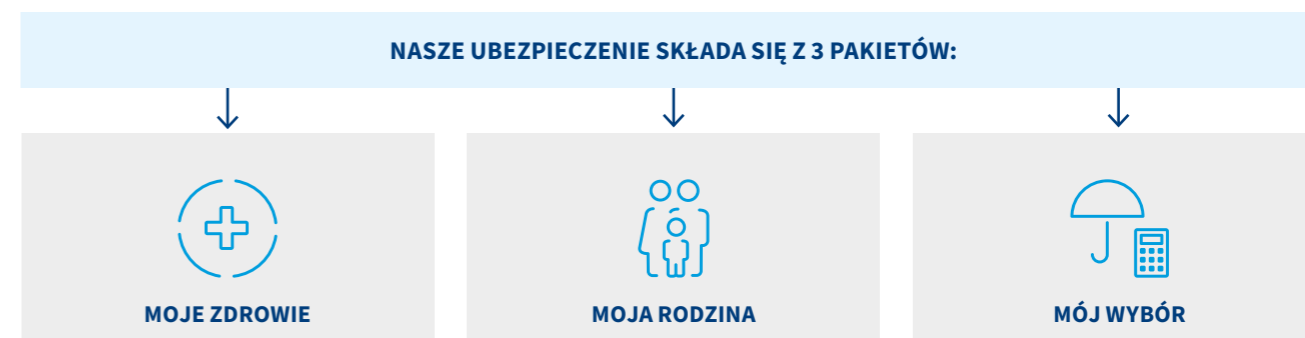 NASZE UBEZPIECZENIE SKŁADA SIĘ Z 3 PAKIETÓW:
MOJE ZDROWIE
MOJA RODZINA
MÓJ WYBÓR